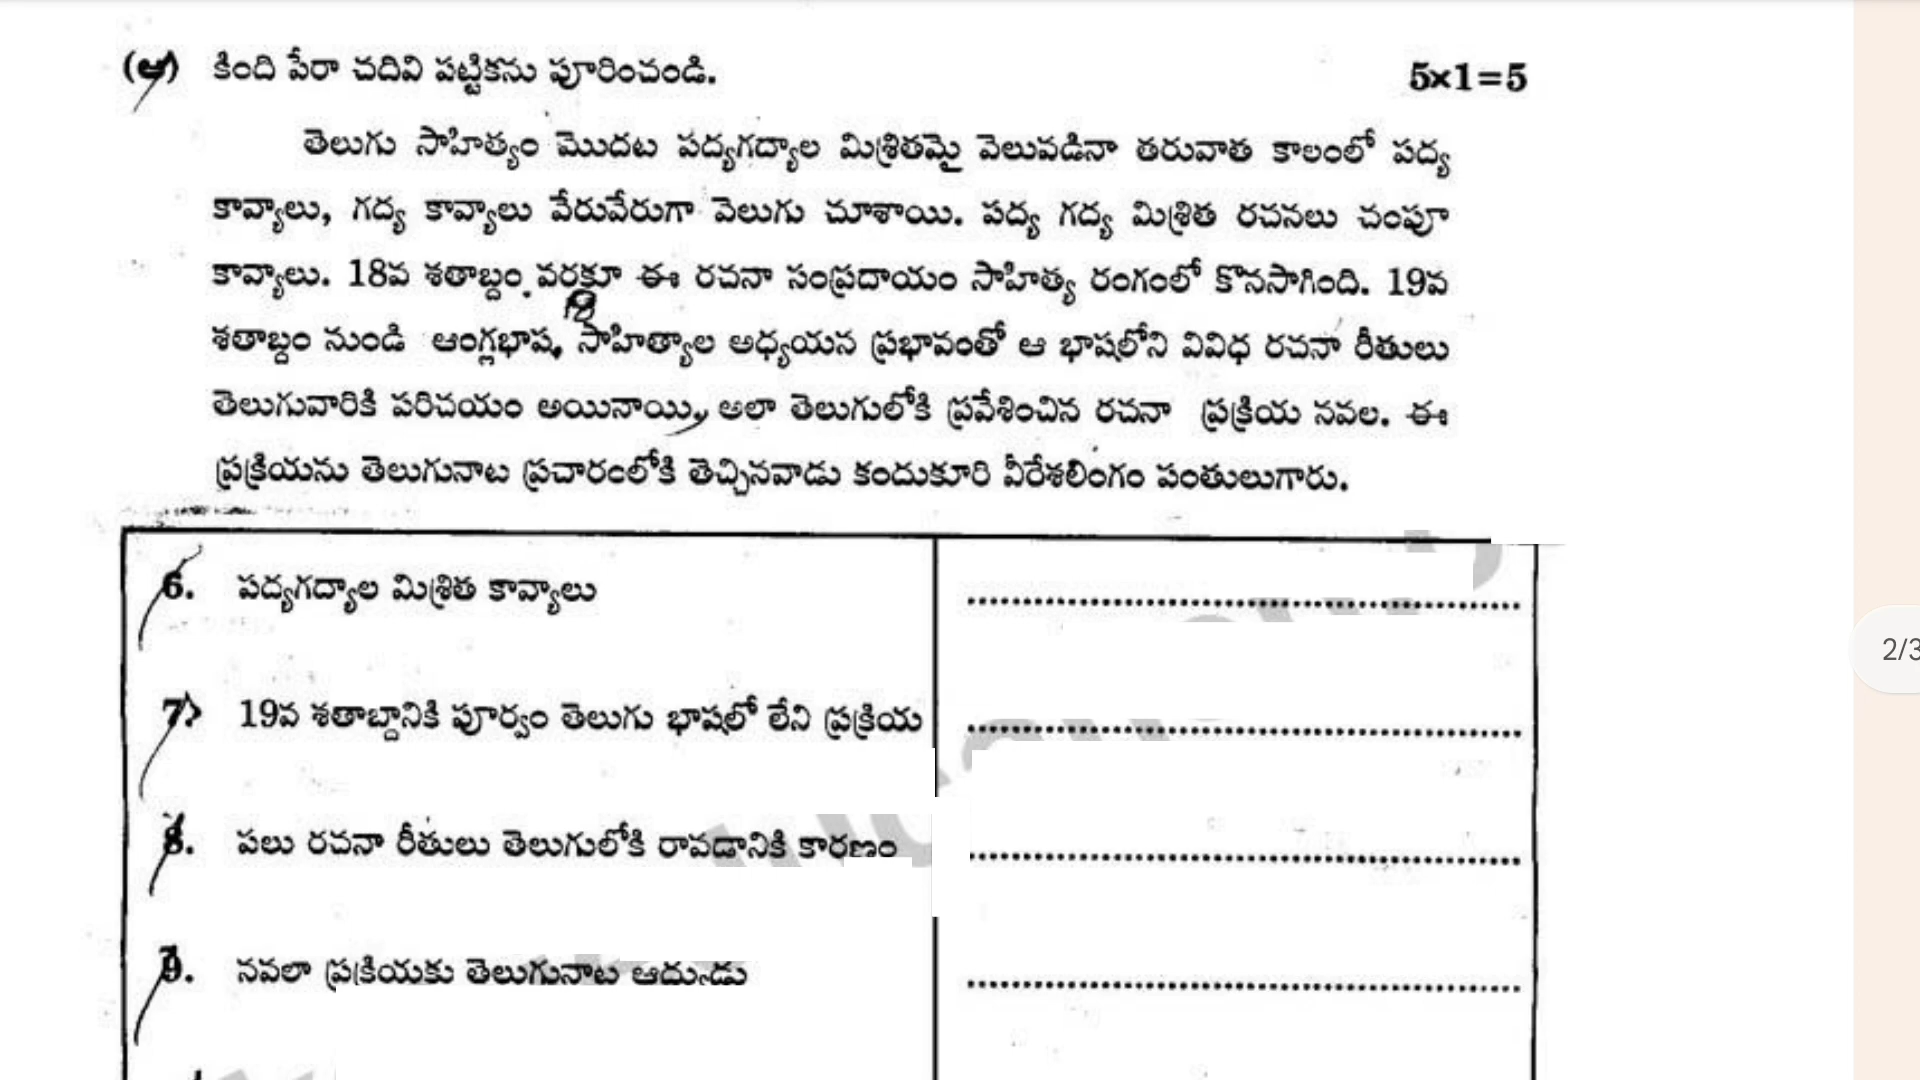 (ఆ) కింది పేరా చదివి పట్టికను పూరించండి. 5×1=5
తెలుగు సాహిత్యం మొదట పద్యగద్యాల మిశ్రితమై వెలువడినా తరువాత కాలంలో పద్య
కావ్యాలు, గద్య కావ్యాలు వేరువేరుగా వెలుగు చూశాయి. పద్య గద్య మిశ్రిత రచనలు చంపూ
కావ్యాలు. 18వ శతాబ్దం వరకూ ఈ రచనా సంప్రదాయం సాహిత్య రంగంలో కొనసాగింది. 19వ
శతాబ్దం నుండి ఆంగ్లభాష, సాహిత్యాల అధ్యయన ప్రభావంతో ఆ భాషలోని వివిధ రచనా రీతులు
తెలుగువారికి పరిచయం అయినాయి, అలా తెలుగులోకి ప్రవేశించిన రచనా ప్రక్రియ నవల. ఈ
ప్రక్రియను తెలుగునాట ప్రచారంలోకి తెచ్చినవాడు కందుకూరి వీరేశలింగం పంతులుగారు.
6. పద్యగద్యాల మిశ్రిత కావ్యాలు
7. 19వ శతాబ్దానికి పూర్వం తెలుగు భాషలో లేని ప్రక్రియ
8. పలు రచనా రీతులు తెలుగులోకి రావడానికి కారణం
9. నవలా ప్రక్రియకు తెలుగునాట ఆద్యుడు
2/3